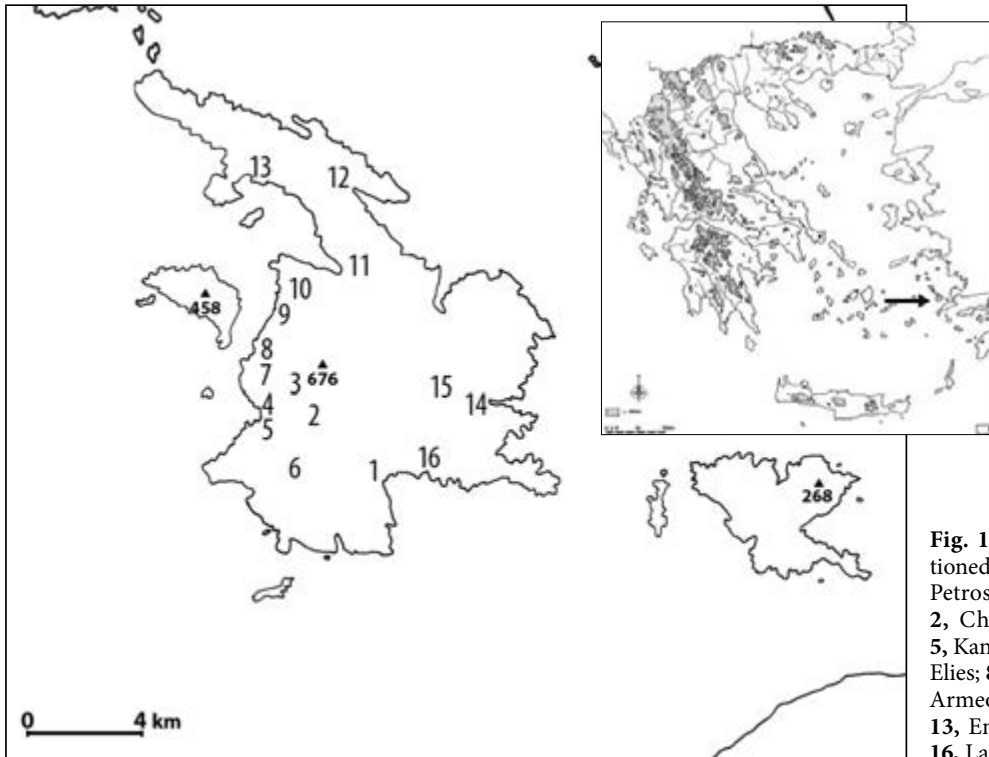 13
12
11
10
458
9
8
7
3
676
15
4
2
14
5
6
1
16
268
0 4 km
Fig. 1
tioned
Petros
2, Ch
5, Kan
Elies; 8
Armeo
13, En
16, La